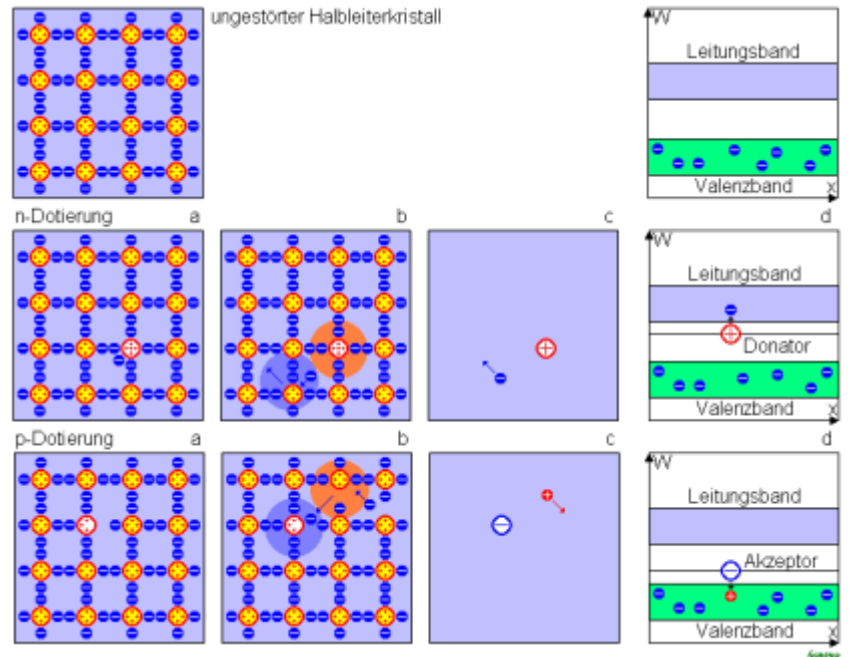 ungestörter Halbleiterkristall
W
Leitungsband
Valenzband
x
n-Dotierung a b c d
W
Leitungsband
Donator
Valenzband
x
p-Dotierung a b c d
W
Leitungsband
Akzeptor
Valenzband
x